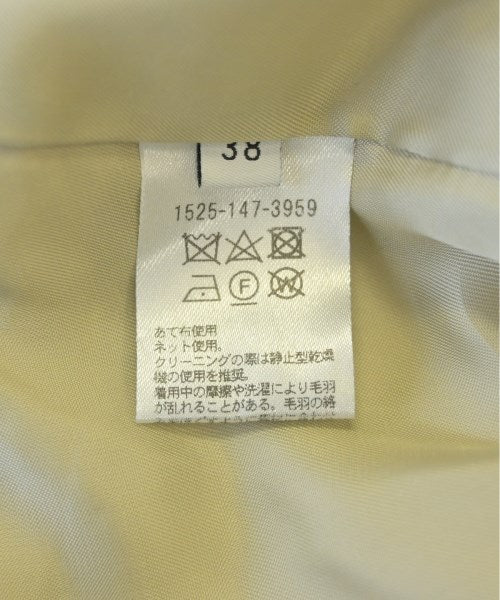 38
1525-147-3959
F
W
あて布使用
ネット使用。
クリーニングの際は静止型乾燥
機の使用を推奨。
着用中の摩擦や洗濯により毛羽
が乱れることがある。毛羽の絡